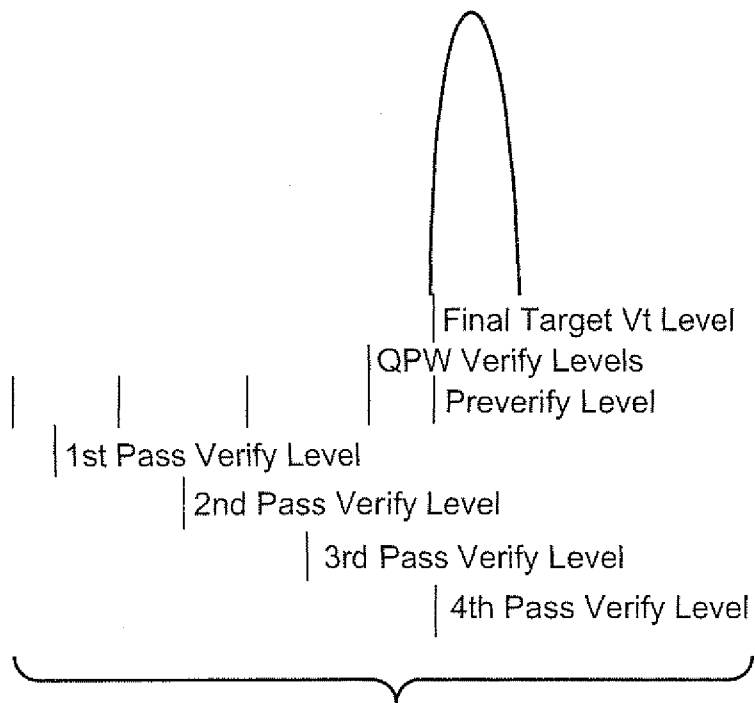 Final Target Vt Level
QPW Verify Levels
Preverify Level
1st Pass Verify Level
2nd Pass Verify Level
3rd Pass Verify Level
4th Pass Verify Level